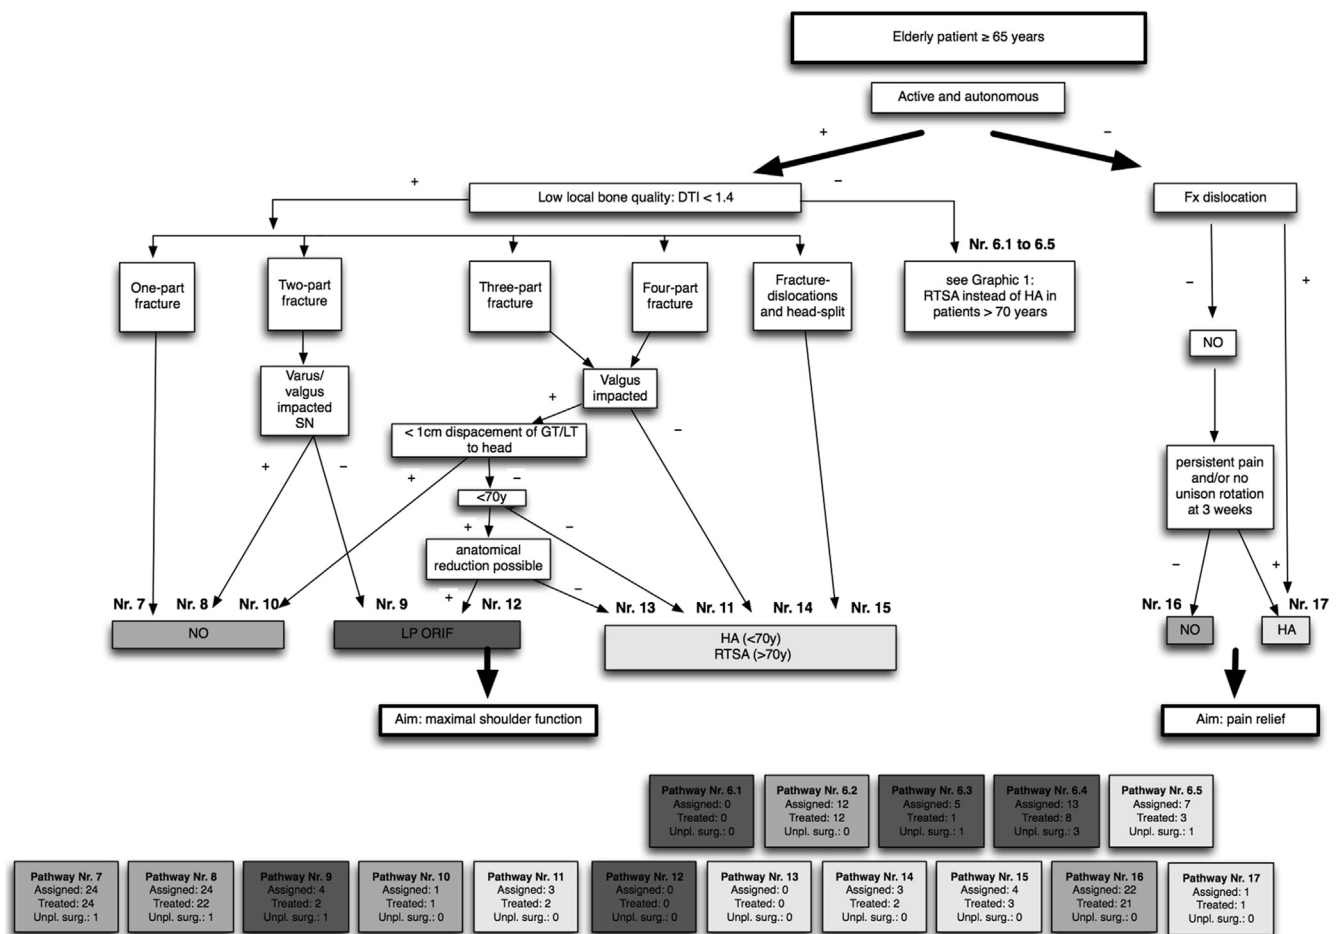 Elderly patient ≥ 65 years
Active and autonomous
+
–
+
Low local bone quality: DTI < 1.4
–
Fx dislocation
Nr. 6.1 to 6.5
One-part
fracture
Two-part
fracture
Three-part
fracture
Four-part
fracture
Fracture-
dislocations
and head-split
see Graphic 1:
RTSA instead of HA in
patients > 70 years
–
+
NO
Varus/
valgus
impacted
SN
Valgus
impacted
+
–
< 1cm dispacement of GT/LT
to head
+
–
+
–
<70y
+
–
anatomical
reduction possible
+
–
persistent pain
and/or no
unison rotation
at 3 weeks
–
+
Nr. 7
Nr. 8
Nr. 10
Nr. 9
Nr. 12
Nr. 13
Nr. 11
Nr. 14
Nr. 15
Nr. 16
Nr. 17
NO
LP ORIF
HA (<70y)
RTSA (>70y)
NO
HA
Aim: maximal shoulder function
Aim: pain relief
Pathway Nr. 6.1
Assigned: 0
Treated: 0
Unpl. surg.: 0
Pathway Nr. 6.2
Assigned: 12
Treated: 12
Unpl. surg.: 0
Pathway Nr. 6.3
Assigned: 5
Treated: 1
Unpl. surg.: 1
Pathway Nr. 6.4
Assigned: 13
Treated: 8
Unpl. surg.: 3
Pathway Nr. 6.5
Assigned: 7
Treated: 3
Unpl. surg.: 1
Pathway Nr. 7
Assigned: 24
Treated: 24
Unpl. surg.: 1
Pathway Nr. 8
Assigned: 24
Treated: 22
Unpl. surg.: 1
Pathway Nr. 9
Assigned: 4
Treated: 2
Unpl. surg.: 1
Pathway Nr. 10
Assigned: 1
Treated: 1
Unpl. surg.: 0
Pathway Nr. 11
Assigned: 3
Treated: 2
Unpl. surg.: 0
Pathway Nr. 12
Assigned: 0
Treated: 0
Unpl. surg.: 0
Pathway Nr. 13
Assigned: 0
Treated: 0
Unpl. surg.: 0
Pathway Nr. 14
Assigned: 3
Treated: 2
Unpl. surg.: 0
Pathway Nr. 15
Assigned: 4
Treated: 3
Unpl. surg.: 0
Pathway Nr. 16
Assigned: 22
Treated: 21
Unpl. surg.: 0
Pathway Nr. 17
Assigned: 1
Treated: 1
Unpl. surg.: 0